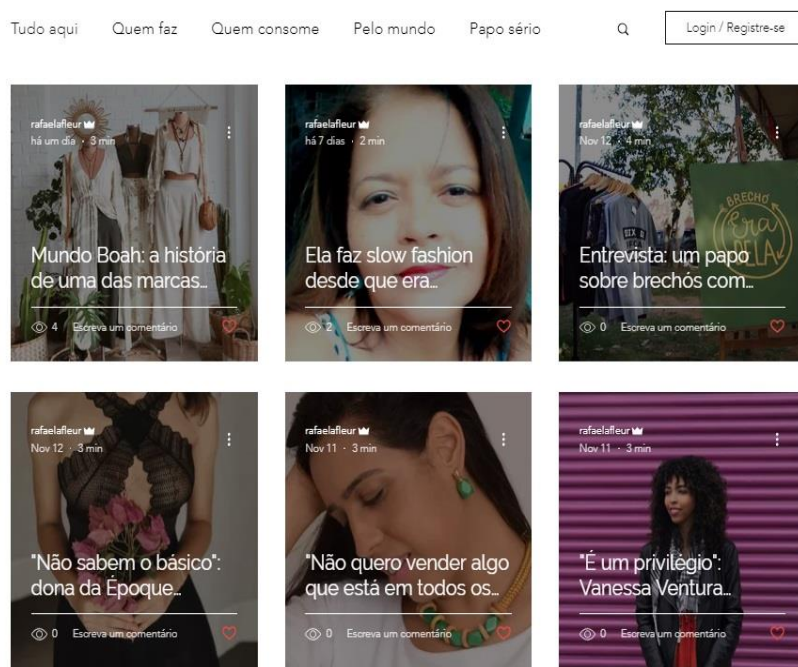 Tudo aqui Quem faz Quem consome Pelo mundo Papo sério Login / Registre-se
rafaelafleur
há um dia · 3 min
Mundo Boah: a história
de uma das marcas...
4 Escreva um comentário
rafaelafleur
há 7 dias · 2 min
Ela faz slow fashion
desde que era...
2 Escreva um comentário
rafaelafleur
Nov 12 · 4 min
BRECHÓ
Era
DELA
Entrevista: um papo
sobre brechós com...
0 Escreva um comentário
rafaelafleur
Nov 12 · 3 min
"Não sabem o básico":
dona da Époque...
0 Escreva um comentário
rafaelafleur
Nov 11 · 3 min
"Não quero vender algo
que está em todos os...
0 Escreva um comentário
rafaelafleur
Nov 11 · 3 min
"É um privilégio":
Vanessa Ventura...
0 Escreva um comentário